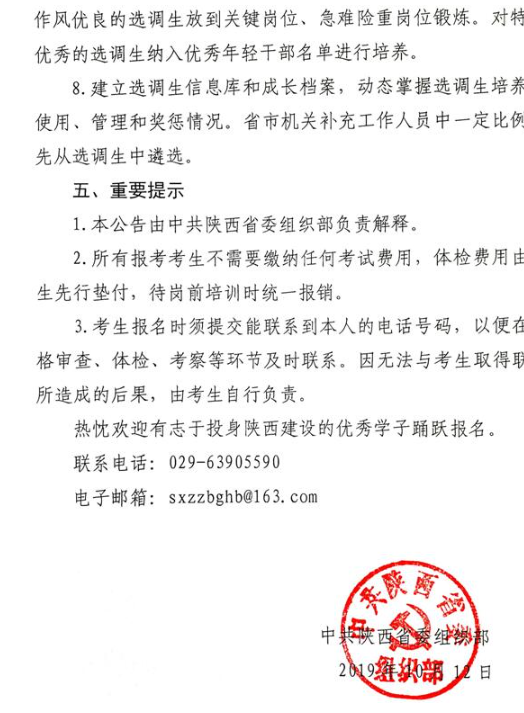 作风优良的选调生放到关键岗位、急难险重岗位锻炼。对特
优秀的选调生纳入优秀年轻干部名单进行培养。
8.建立选调生信息库和成长档案，动态掌握选调生培养
使用、管理和奖惩情况。省市机关补充工作人员中一定比例
先从选调生中遴选。
五、重要提示
1.本公告由中共陕西省委组织部负责解释。
2.所有报考考生不需要缴纳任何考试费用，体检费用由
生先行垫付，待岗前培训时统一报销。
3.考生报名时须提交能联系到本人的电话号码，以便在
格审查、体检、考察等环节及时联系。因无法与考生取得联
所造成的后果，由考生自行负责。
热忱欢迎有志于投身陕西建设的优秀学子踊跃报名。
联系电话：029-63905590
电子邮箱：sxzzbghb@163.com
中共陕西省委
组织部
中共陕西省委组织部
2019年10月12日